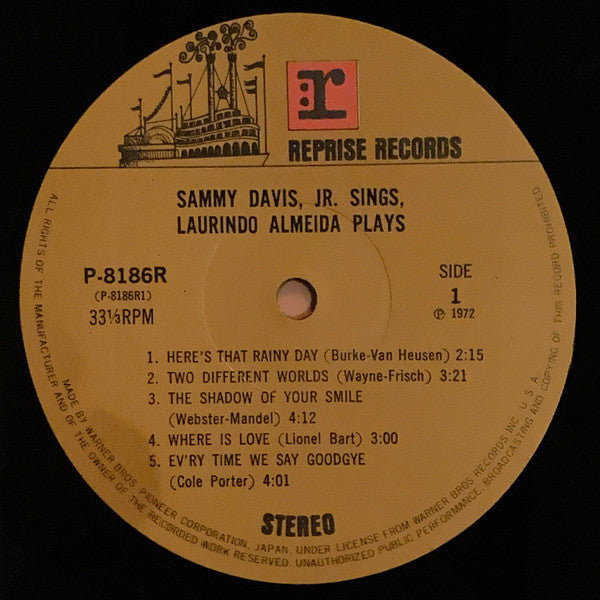 r
REPRISE RECORDS
SAMMY DAVIS, JR. SINGS,
LAURINDO ALMEIDA PLAYS
P-8186R
(P-8186R1)
33⅓RPM
SIDE
1
℗ 1972
1. HERE'S THAT RAINY DAY (Burke-Van Heusen) 2:15
2. TWO DIFFERENT WORLDS (Wayne-Frisch) 3:21
3. THE SHADOW OF YOUR SMILE
(Webster-Mandel) 4:12
4. WHERE IS LOVE (Lionel Bart) 3:00
5. EV'RY TIME WE SAY GOODGYE
(Cole Porter) 4:01
STEREO
ALL RIGHTS OF THE MANUFACTURER AND OF THE OWNER OF THE RECORDED WORK RESERVED. UNAUTHORIZED PUBLIC PERFORMANCE, BROADCASTING AND COPYING OF THIS RECORD PROHIBITED
MADE BY WARNER BROS. PIONEER CORPORATION, JAPAN, UNDER LICENSE FROM WARNER BROS RECORDS INC. U.S.A.